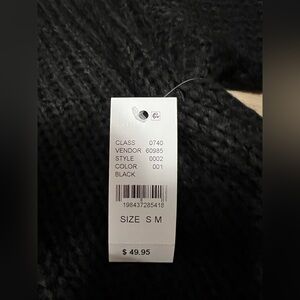 CLASS 0740
VENDOR 60985
STYLE 0002
COLOR 001
BLACK
198437285418
SIZE S M
$ 49.95